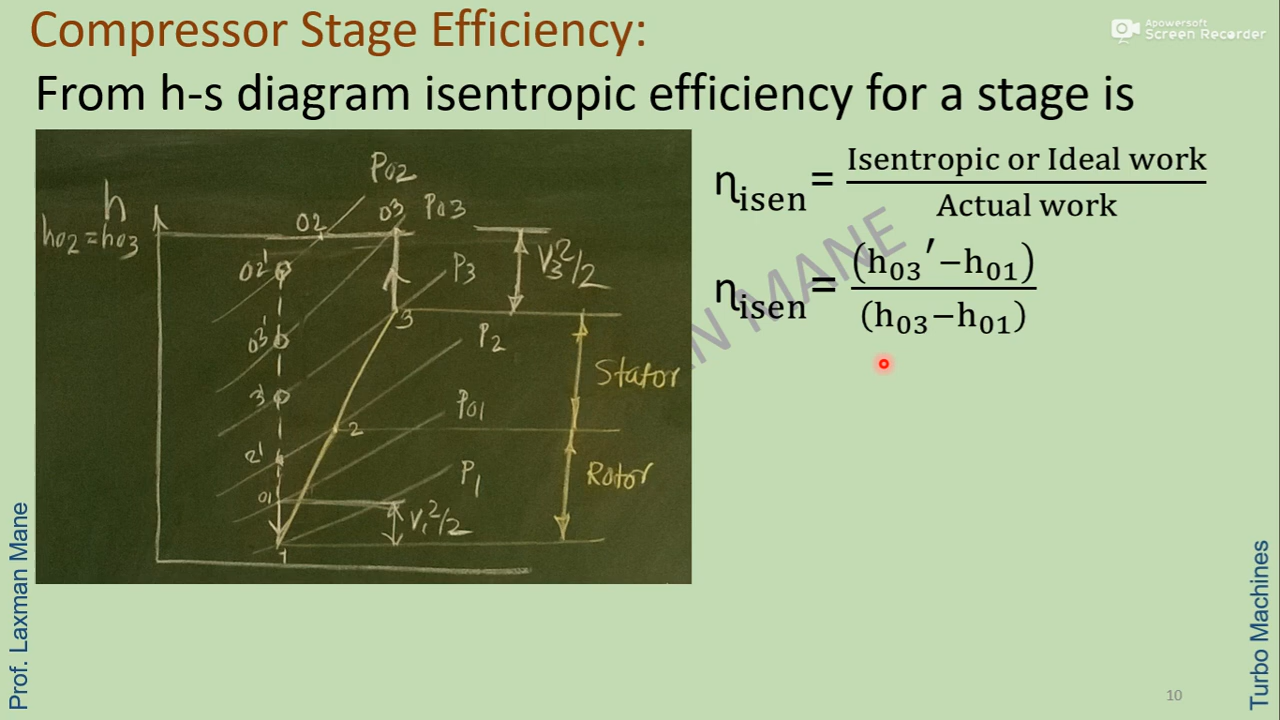 Compressor Stage Efficiency:
Apowersoft
Screen Recorder
From h-s diagram isentropic efficiency for a stage is
P02
h
h02 = h03
02
03
P03
02'
P3
V3²/2
03'
3
P2
Stator
3'
P01
2
2'
Rotor
P1
01
V1²/2
1
ηisen= Isentropic or Ideal work
Actual work
ηisen= (h03′−h01)
(h03−h01)
AN MANE
Prof. Laxman Mane
Turbo Machines
10